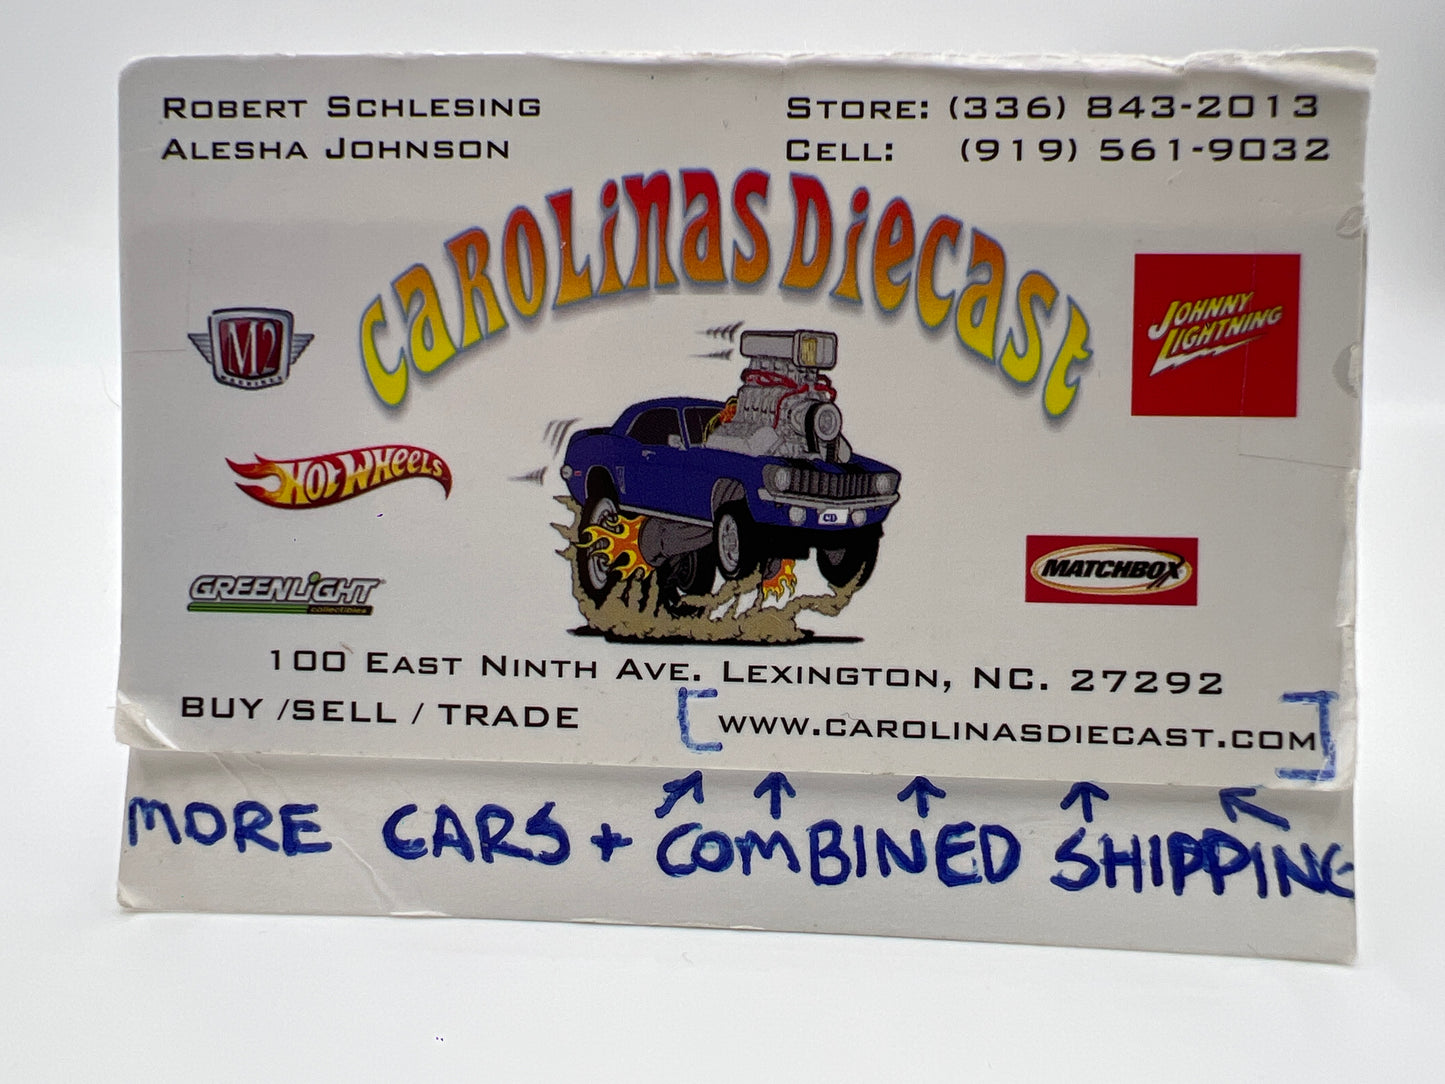 ROBERT SCHLESING
ALESHA JOHNSON
STORE: (336) 843-2013
CELL: (919) 561-9032
CAROLINAS DIECAST
M2
MACHINES
JOHNNY
LIGHTNING
HOT WHEELS
GREENLIGHT
collectibles
MATCHBOX
100 EAST NINTH AVE. LEXINGTON, NC. 27292
BUY /SELL / TRADE
[WWW.CAROLINASDIECAST.COM]
MORE CARS + COMBINED SHIPPING